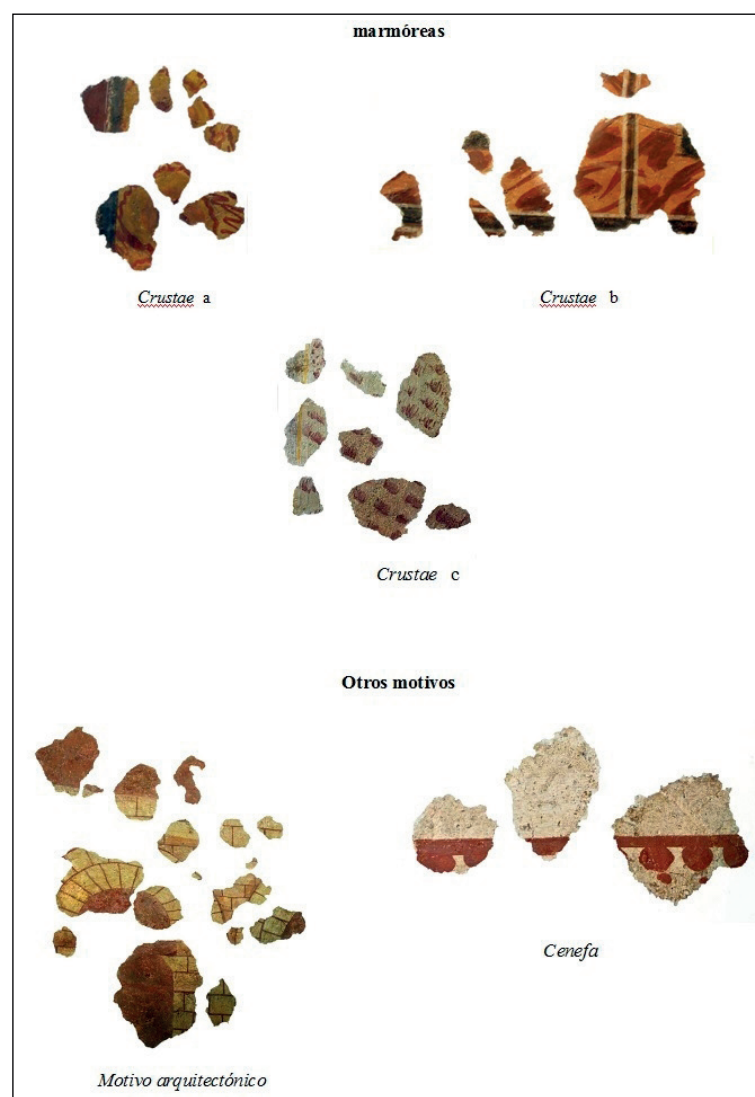 marmóreas
Crustae a
Crustae b
Crustae c
Otros motivos
Cenefa
Motivo arquitectónico